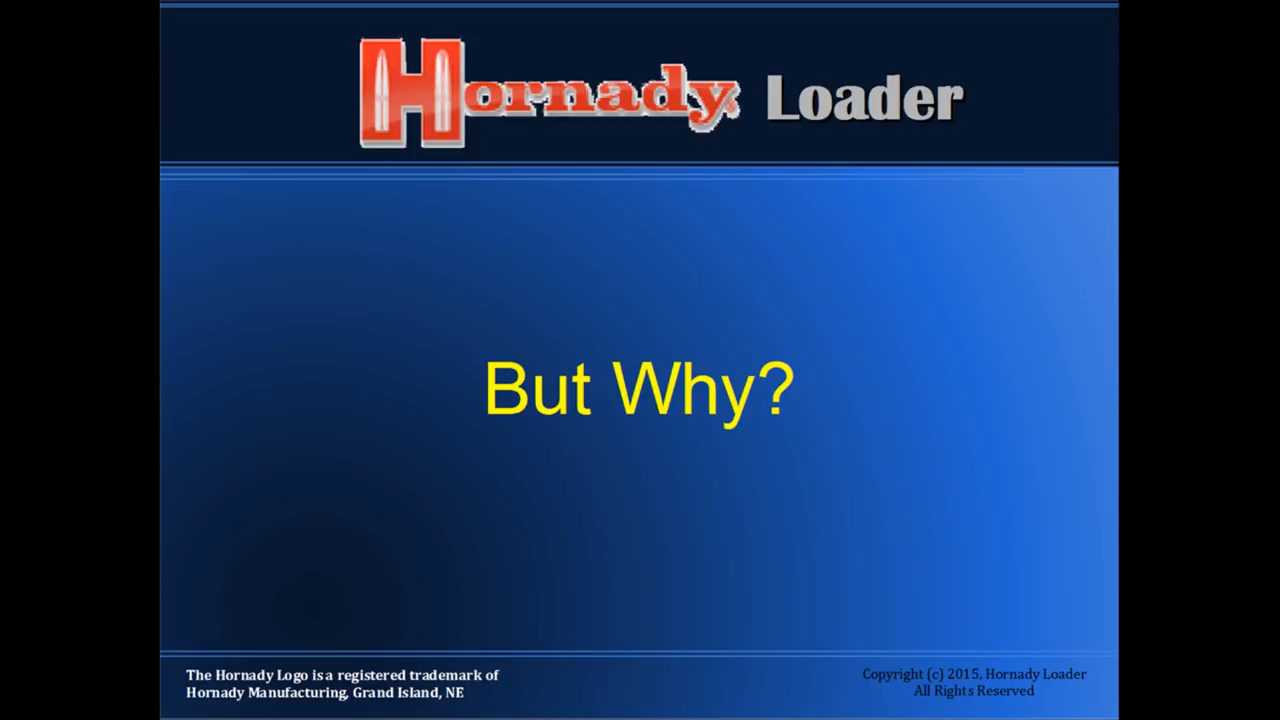 Hornady Loader
But Why?
The Hornady Logo is a registered trademark of
Hornady Manufacturing, Grand Island, NE
Copyright (c) 2015, Hornady Loader
All Rights Reserved